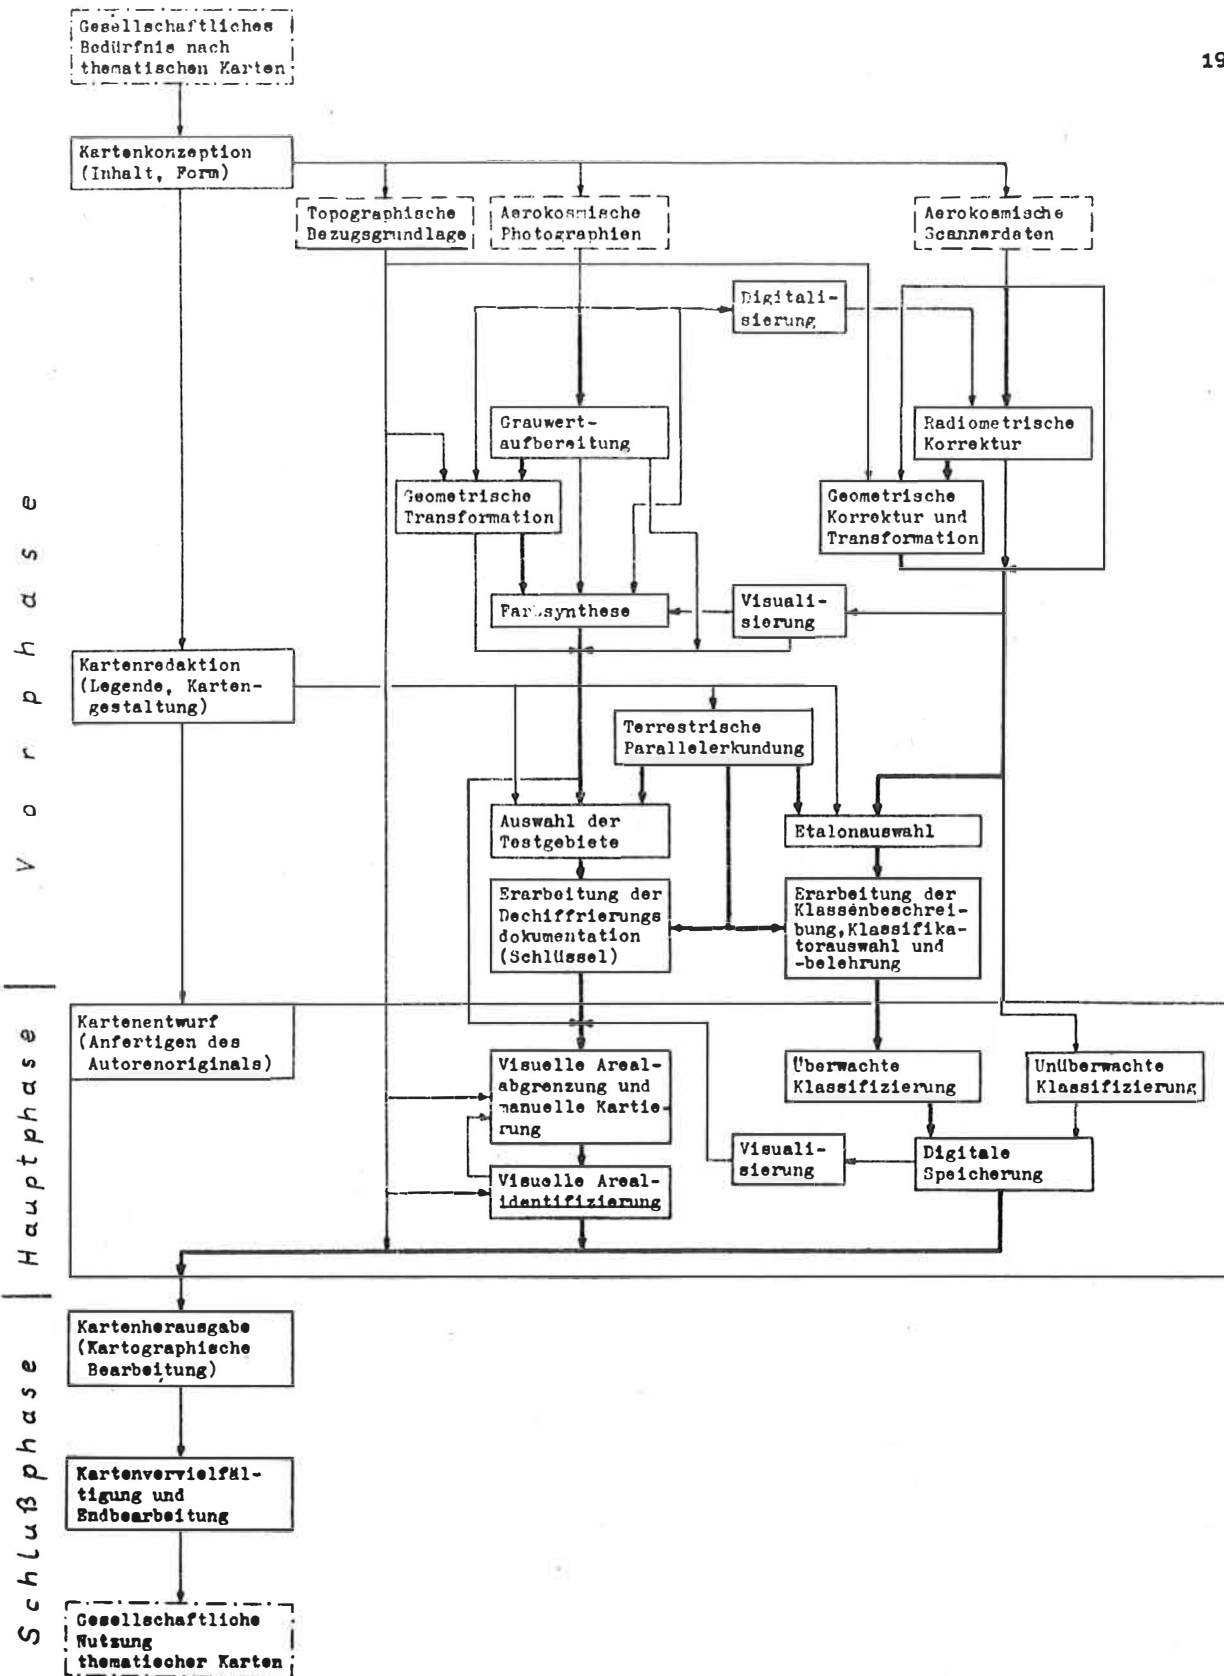 19
Gesellschaftliches
Bedürfnis nach
thematischen Karten
Kartenkonzeption
(Inhalt, Form)
Topographische
Bezugsgrundlage
Aerokosmische
Photographien
Aerokosmische
Scannerdaten
Digitali-
sierung
Grauwert-
aufbereitung
Radiometrische
Korrektur
Geometrische
Transformation
Geometrische
Korrektur und
Transformation
Farbsynthese
Visuali-
sierung
Vorphase
Kartenredaktion
(Legende, Karten-
gestaltung)
Terrestrische
Parallelerkundung
Auswahl der
Testgebiete
Etalonauswahl
Erarbeitung der
Dechiffrierungs
dokumentation
(Schlüssel)
Erarbeitung der
Klassenbeschrei-
bung,Klassifika-
torauswahl und
-belehrung
Hauptphase
Kartenentwurf
(Anfertigen des
Autorenoriginals)
Visuelle Areal-
abgrenzung und
manuelle Kartie-
rung
Überwachte
Klassifizierung
Unüberwachte
Klassifizierung
Visuali-
sierung
Digitale
Speicherung
Visuelle Areal-
identifizierung
Schlußphase
Kartenherausgabe
(Kartographische
Bearbeitung)
Kartenvervielfäl-
tigung und
Endbearbeitung
Gesellschaftliche
Nutzung
thematischer Karten